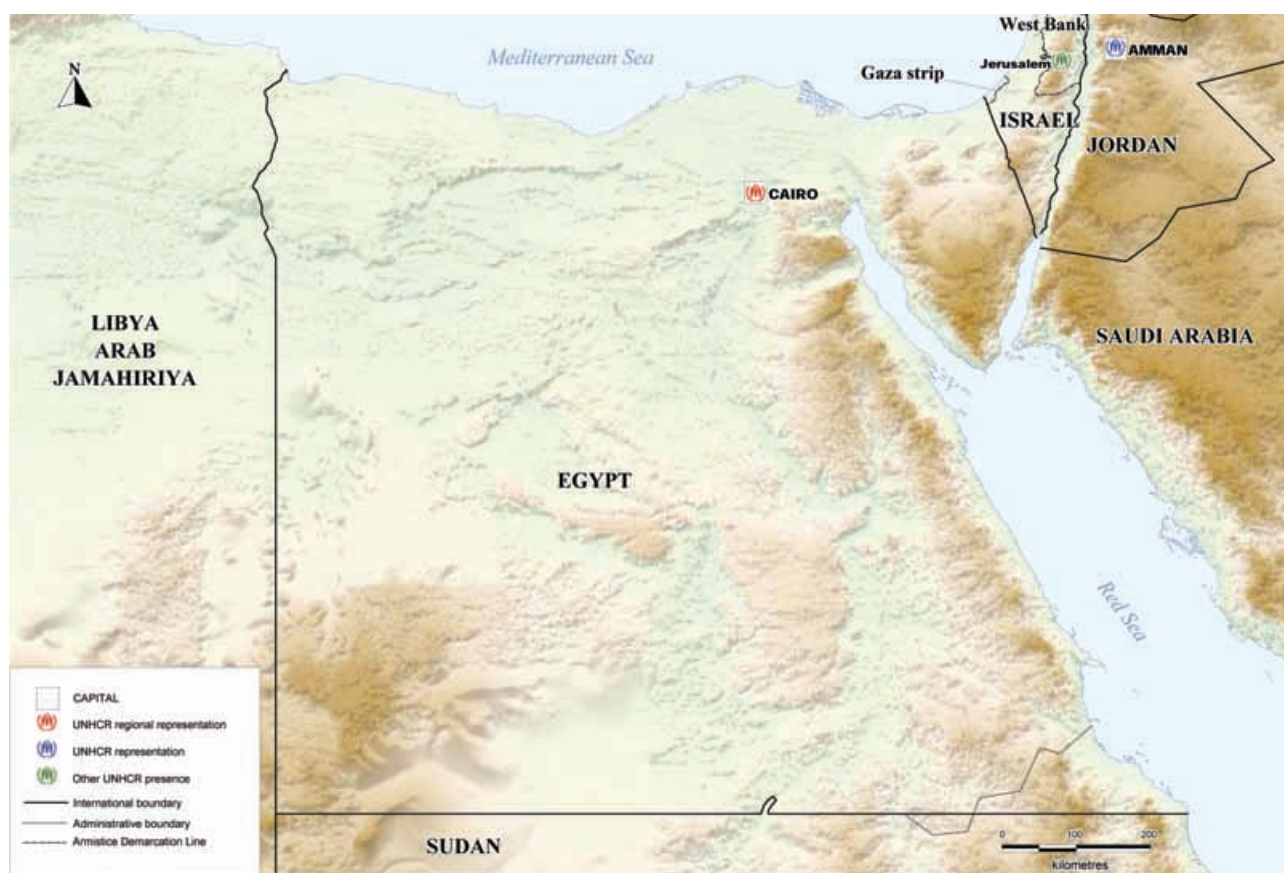 West Bank
Mediterranean Sea
AMMAN
Jerusalem
Gaza strip
N
ISRAEL
JORDAN
CAIRO
LIBYA
ARAB
JAMAHIRIYA
SAUDI ARABIA
EGYPT
Red Sea
CAPITAL
UNHCR regional representation
UNHCR representation
Other UNHCR presence
International boundary
Administrative boundary
Armistice Demarcation Line
SUDAN
0 100 200
kilometres